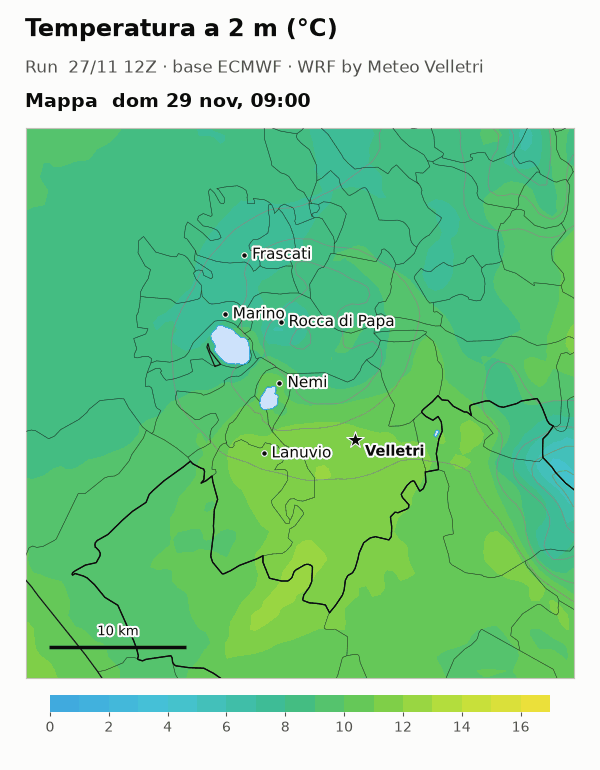 Temperatura a 2 m (°C)
Run 27/11 12Z · base ECMWF · WRF by Meteo Velletri
Mappa dom 29 nov, 09:00
Frascati
Marino
Rocca di Papa
Nemi
Velletri
Lanuvio
10 km
0 2 4 6 8 10 12 14 16